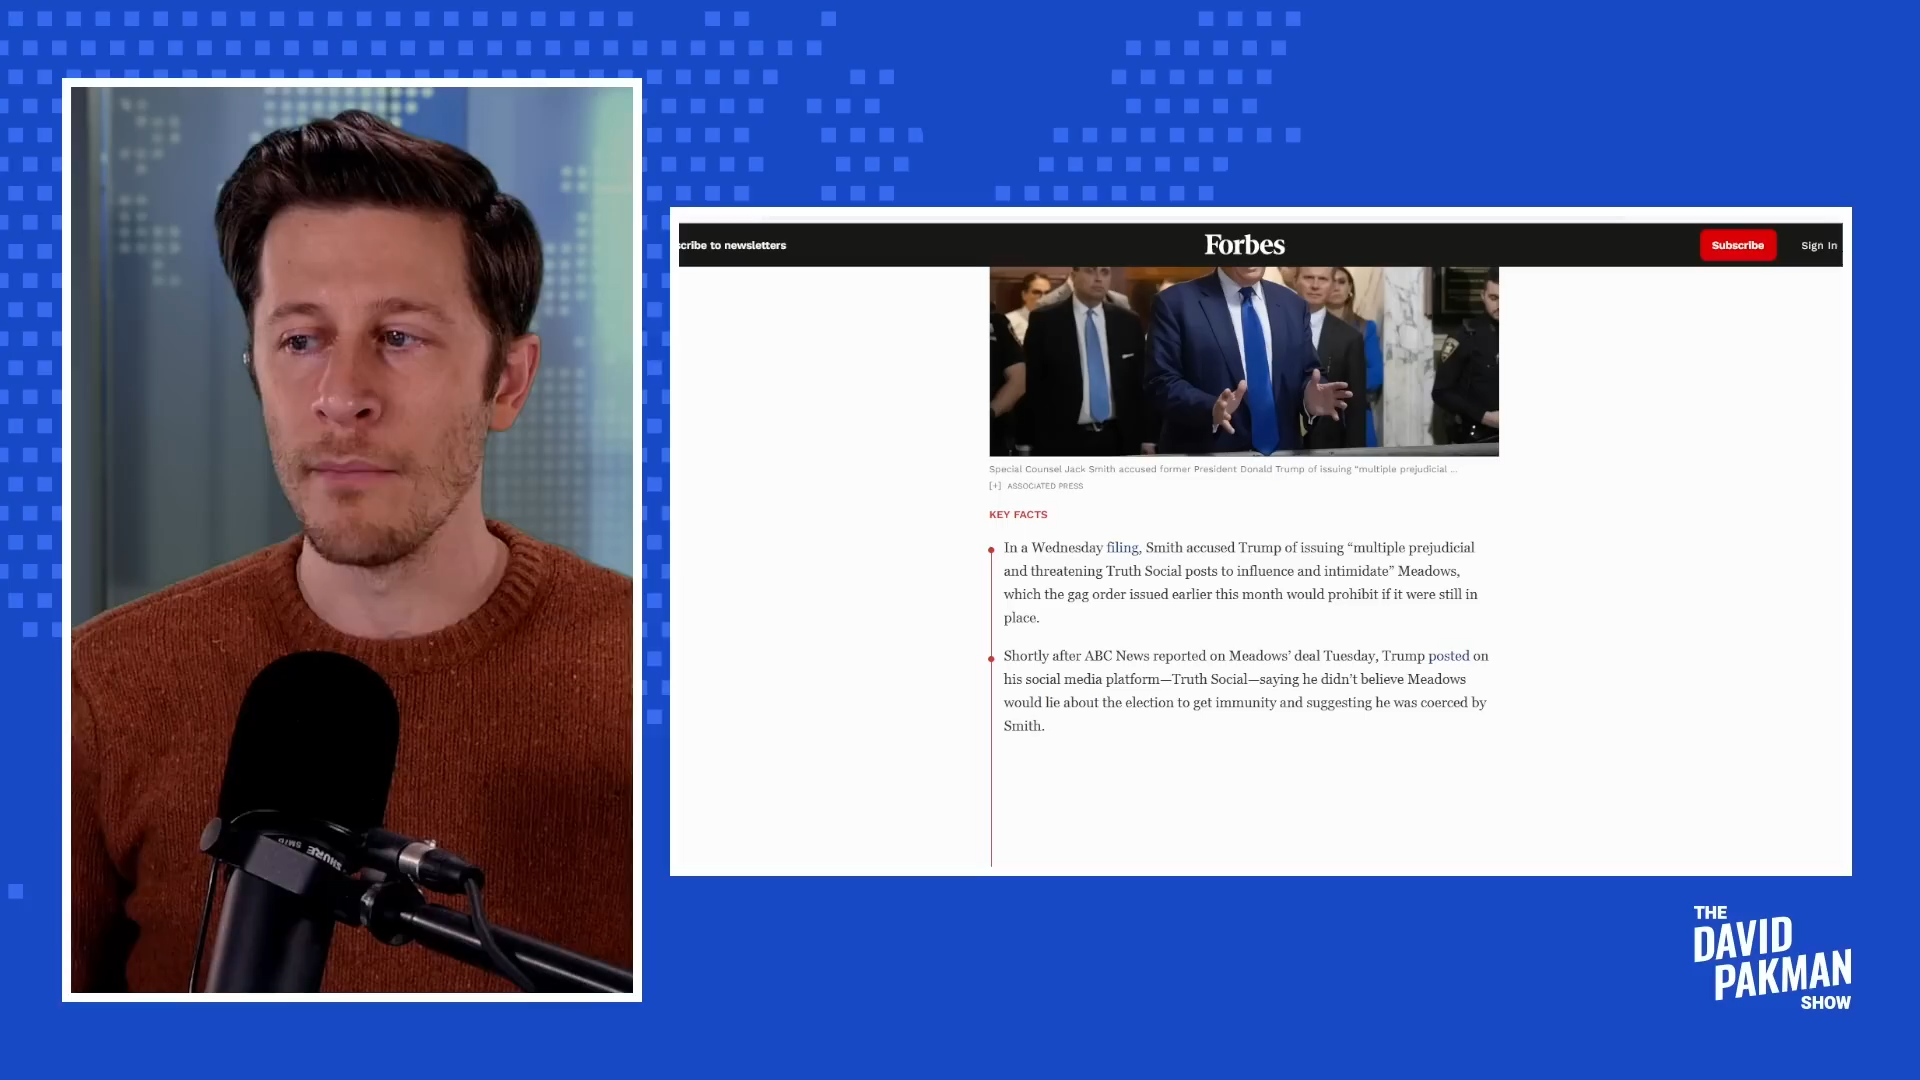 scribe to newsletters
Forbes
Subscribe
Sign In
Special Counsel Jack Smith accused former President Donald Trump of issuing "multiple prejudicial ...
[+] ASSOCIATED PRESS
KEY FACTS
In a Wednesday filing, Smith accused Trump of issuing “multiple prejudicial
and threatening Truth Social posts to influence and intimidate” Meadows,
which the gag order issued earlier this month would prohibit if it were still in
place.
Shortly after ABC News reported on Meadows’ deal Tuesday, Trump posted on
his social media platform—Truth Social—saying he didn’t believe Meadows
would lie about the election to get immunity and suggesting he was coerced by
Smith.
SHURE
SM7B
THE
DAVID
PAKMAN
SHOW